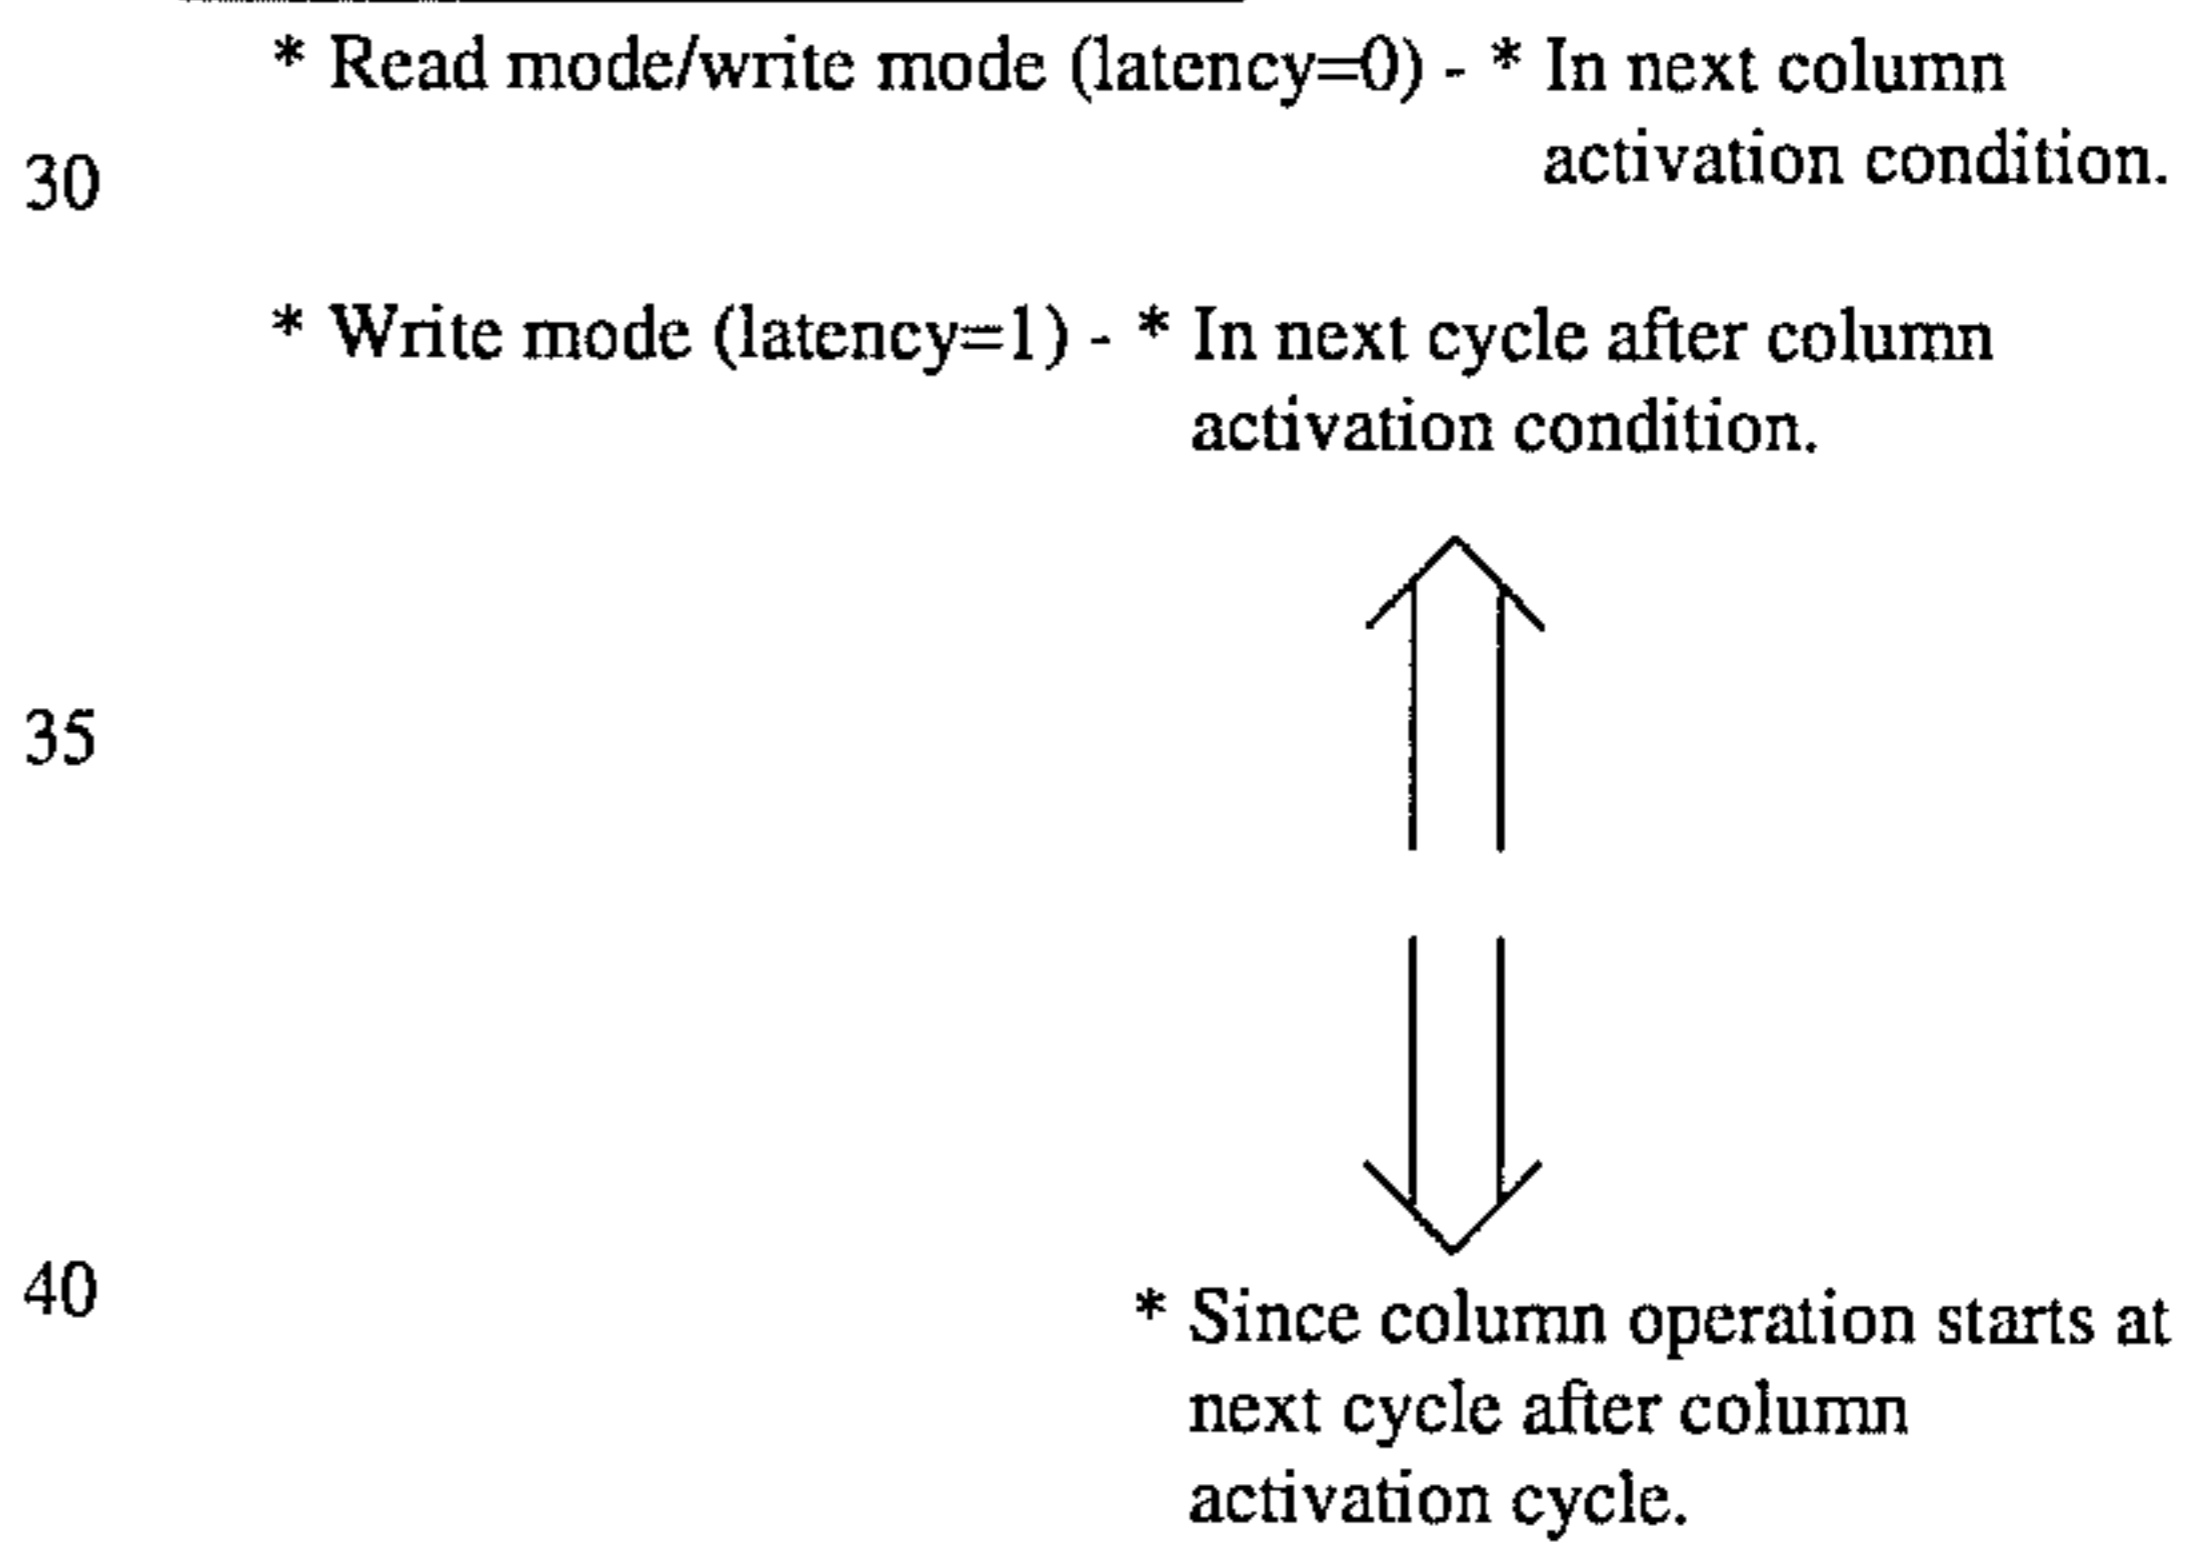 * Read mode/write mode (latency=0) - * In next column
activation condition.
30
* Write mode (latency=1) - * In next cycle after column
activation condition.
35
40
* Since column operation starts at
next cycle after column
activation cycle.